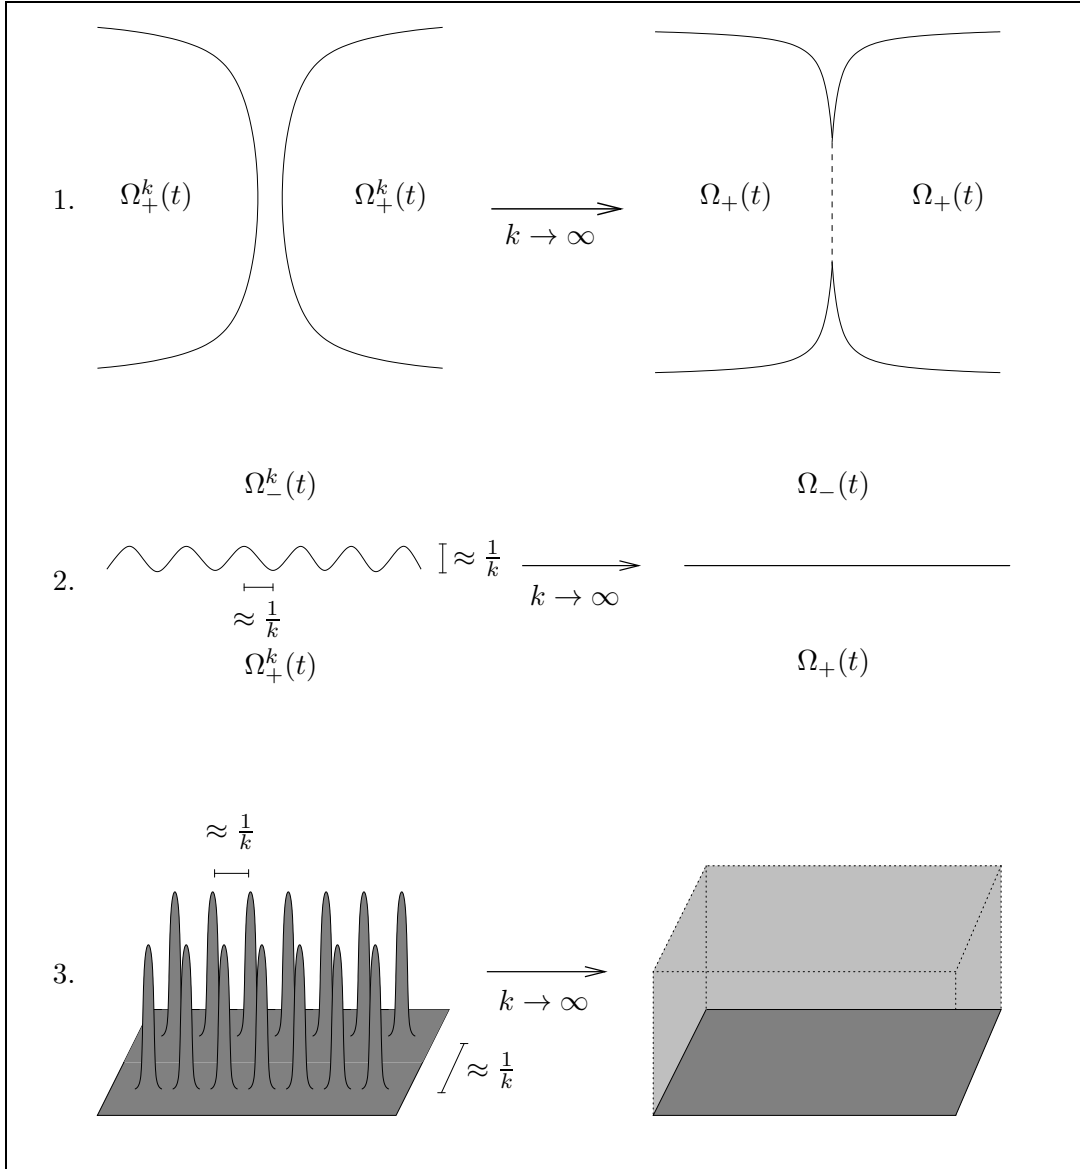 1.
Ω₊ᵏ(t)
Ω₊ᵏ(t)
k → ∞
Ω₊(t)
Ω₊(t)
2.
Ω₋ᵏ(t)
≈ 1/k
≈ 1/k
Ω₊ᵏ(t)
k → ∞
Ω₋(t)
Ω₊(t)
3.
≈ 1/k
≈ 1/k
k → ∞